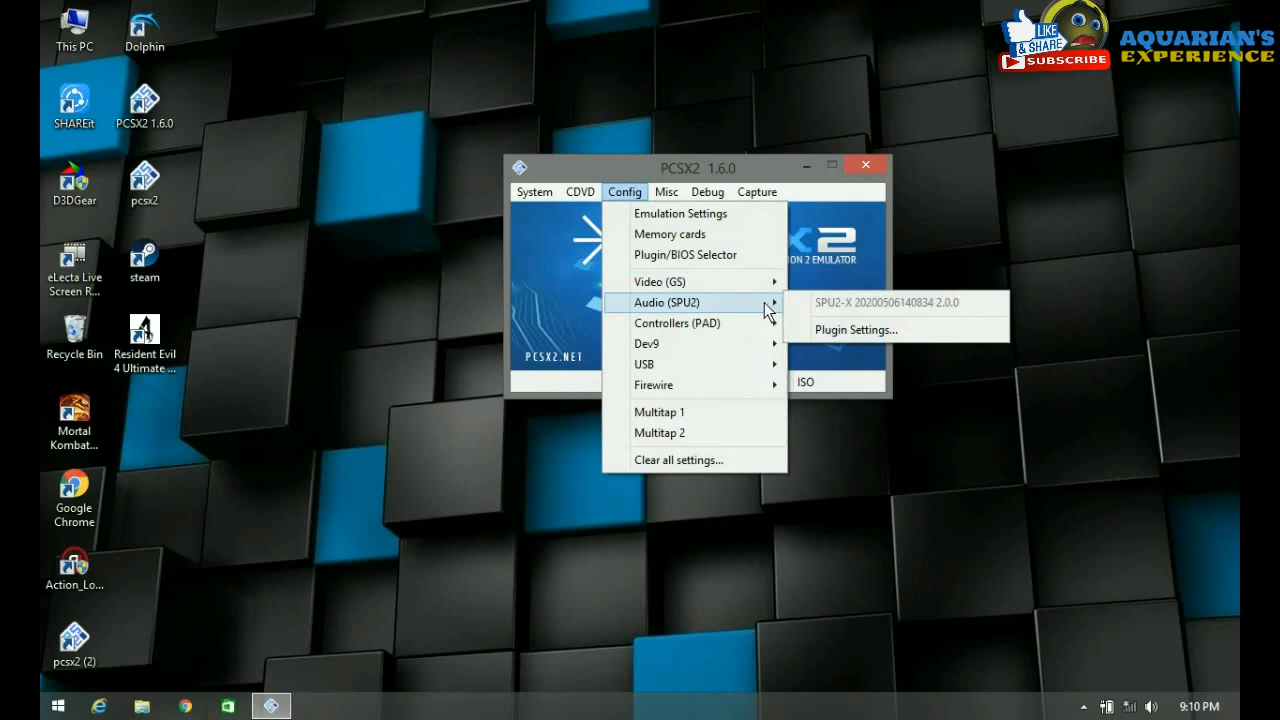 This PC
Dolphin
SHAREit
PCSX2 1.6.0
D3DGear
pcsx2
eLecta Live
Screen R...
steam
Recycle Bin
Resident Evil
4 Ultimate ...
Mortal
Kombat...
Google
Chrome
Action_Lo...
pcsx2 (2)
LIKE
& SHARE
SUBSCRIBE
AQUARIAN'S
EXPERIENCE
PCSX2 1.6.0
System CDVD Config Misc Debug Capture
Emulation Settings
Memory cards
Plugin/BIOS Selector
Video (GS)
Audio (SPU2)
Controllers (PAD)
Dev9
USB
Firewire
Multitap 1
Multitap 2
Clear all settings...
SPU2-X 20200506140834 2.0.0
Plugin Settings...
X2
ION 2 EMULATOR
PCSX2.NET
ISO
9:10 PM